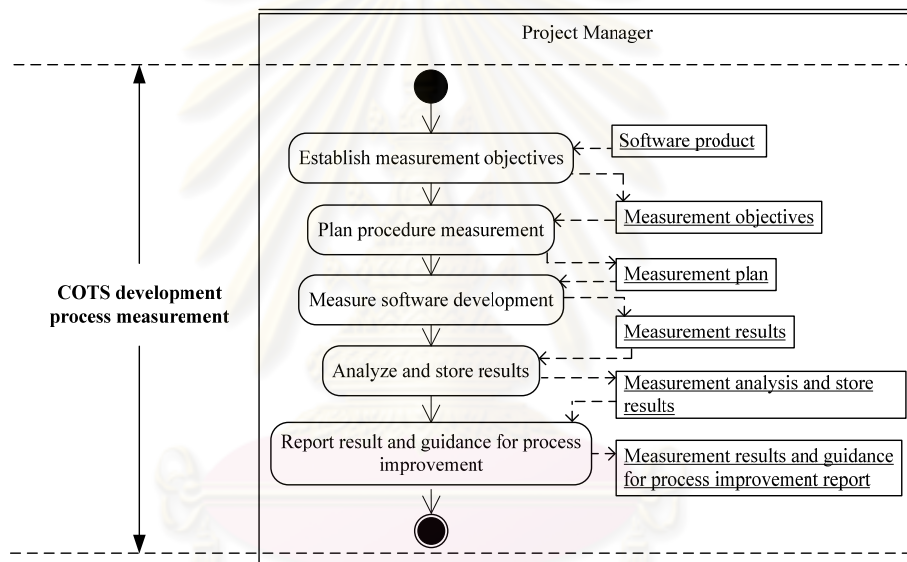 Project Manager
Establish measurement objectives
Software product
Measurement objectives
Plan procedure measurement
Measurement plan
COTS development
process measurement
Measure software development
Measurement results
Analyze and store results
Measurement analysis and store
results
Report result and guidance for process
improvement
Measurement results and guidance
for process improvement report